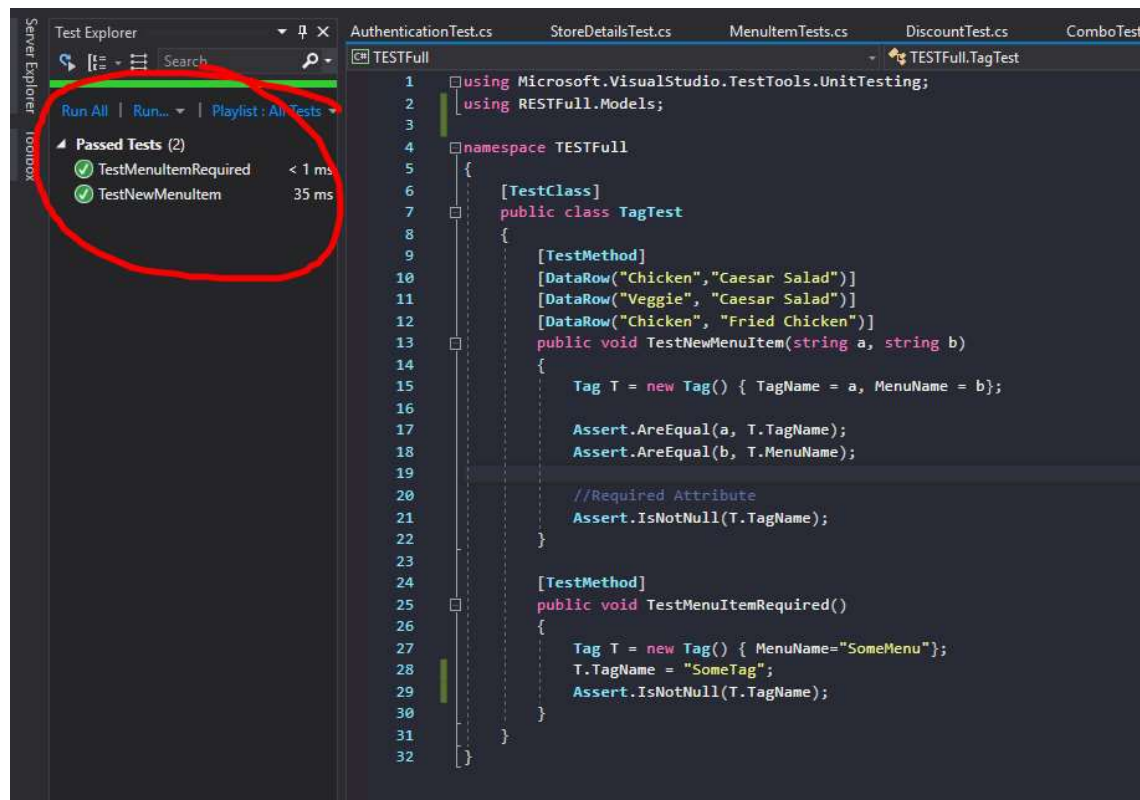 Server Explorer
Toolbox
Test Explorer
Search
Run All | Run... | Playlist : All Tests
Passed Tests (2)
TestMenuItemRequired < 1 ms
TestNewMenuItem 35 ms
AuthenticationTest.cs StoreDetailsTest.cs MenuItemTests.cs DiscountTest.cs ComboTest
C# TESTFull TESTFull.TagTest
1 using Microsoft.VisualStudio.TestTools.UnitTesting;
2 using RESTFull.Models;
3
4 namespace TESTFull
5 {
6 [TestClass]
7 public class TagTest
8 {
9 [TestMethod]
10 [DataRow("Chicken","Caesar Salad")]
11 [DataRow("Veggie", "Caesar Salad")]
12 [DataRow("Chicken", "Fried Chicken")]
13 public void TestNewMenuItem(string a, string b)
14 {
15 Tag T = new Tag() { TagName = a, MenuName = b};
16
17 Assert.AreEqual(a, T.TagName);
18 Assert.AreEqual(b, T.MenuName);
19
20 //Required Attribute
21 Assert.IsNotNull(T.TagName);
22 }
23
24 [TestMethod]
25 public void TestMenuItemRequired()
26 {
27 Tag T = new Tag() { MenuName="SomeMenu"};
28 T.TagName = "SomeTag";
29 Assert.IsNotNull(T.TagName);
30 }
31 }
32 }